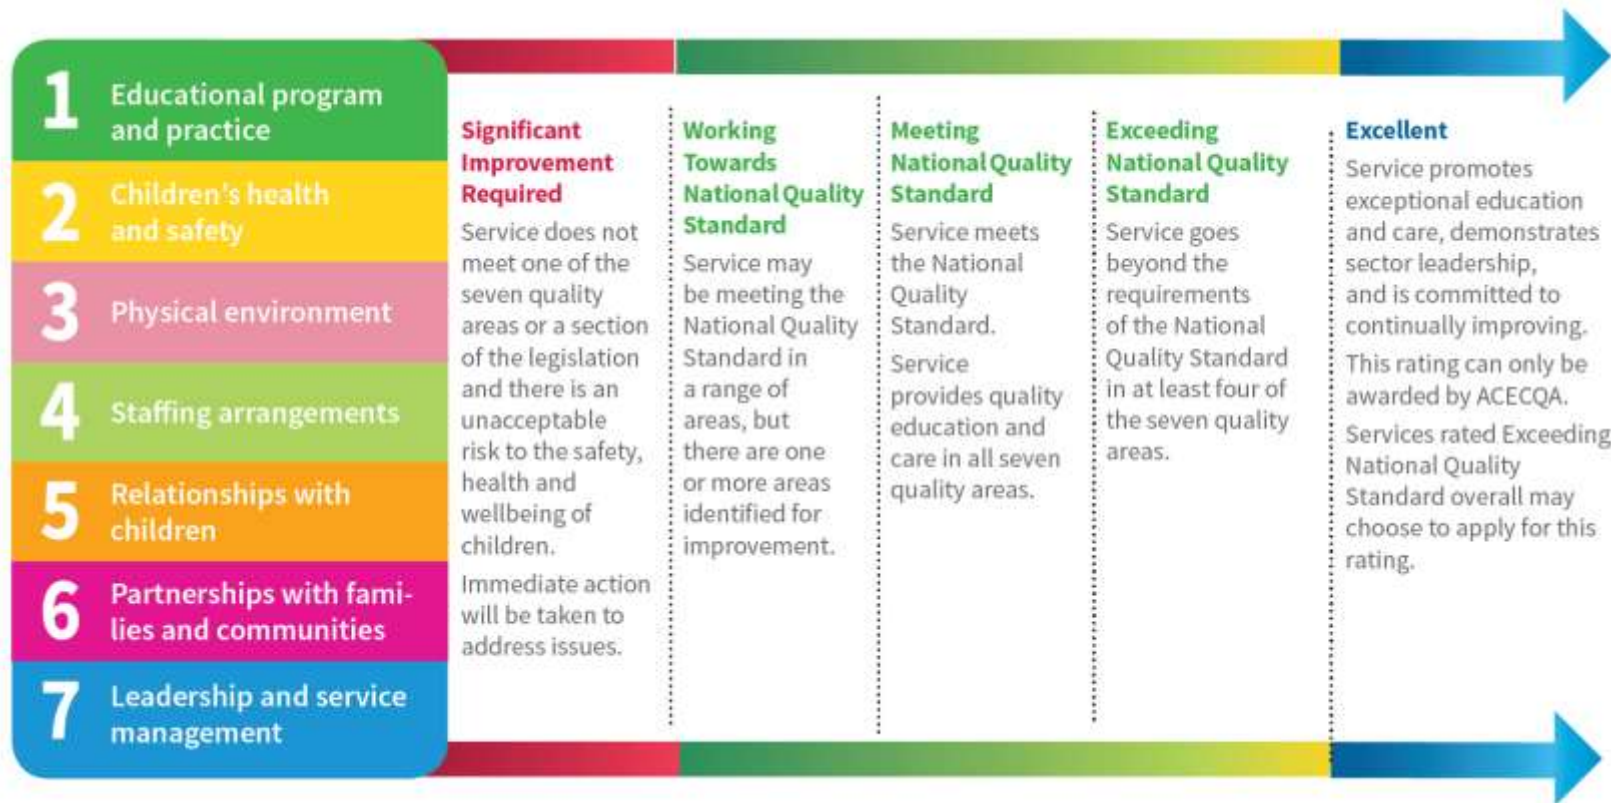 1
Educational program
and practice
2
Children's health
and safety
3
Physical environment
4
Staffing arrangements
5
Relationships with
children
6
Partnerships with fami-
lies and communities
7
Leadership and service
management
Significant
Improvement
Required
Service does not
meet one of the
seven quality
areas or a section
of the legislation
and there is an
unacceptable
risk to the safety,
health and
wellbeing of
children.
Immediate action
will be taken to
address issues.
Working
Towards
National Quality
Standard
Service may
be meeting the
National Quality
Standard in
a range of
areas, but
there are one
or more areas
identified for
improvement.
Meeting
National Quality
Standard
Service meets
the National
Quality
Standard.
Service
provides quality
education and
care in all seven
quality areas.
Exceeding
National Quality
Standard
Service goes
beyond the
requirements
of the National
Quality Standard
in at least four of
the seven quality
areas.
Excellent
Service promotes
exceptional education
and care, demonstrates
sector leadership,
and is committed to
continually improving.
This rating can only be
awarded by ACECQA.
Services rated Exceeding
National Quality
Standard overall may
choose to apply for this
rating.